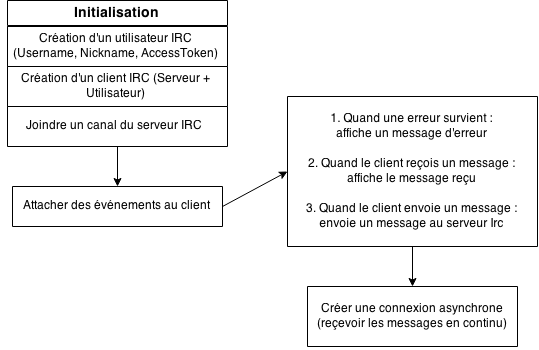 Initialisation
Création d'un utilisateur IRC
(Username, Nickname, AccessToken)
Création d'un client IRC (Serveur +
Utilisateur)
Joindre un canal du serveur IRC
Attacher des événements au client
1. Quand une erreur survient :
affiche un message d'erreur
2. Quand le client reçois un message :
affiche le message reçu
3. Quand le client envoie un message :
envoie un message au serveur Irc
Créer une connexion asynchrone
(reçevoir les messages en continu)